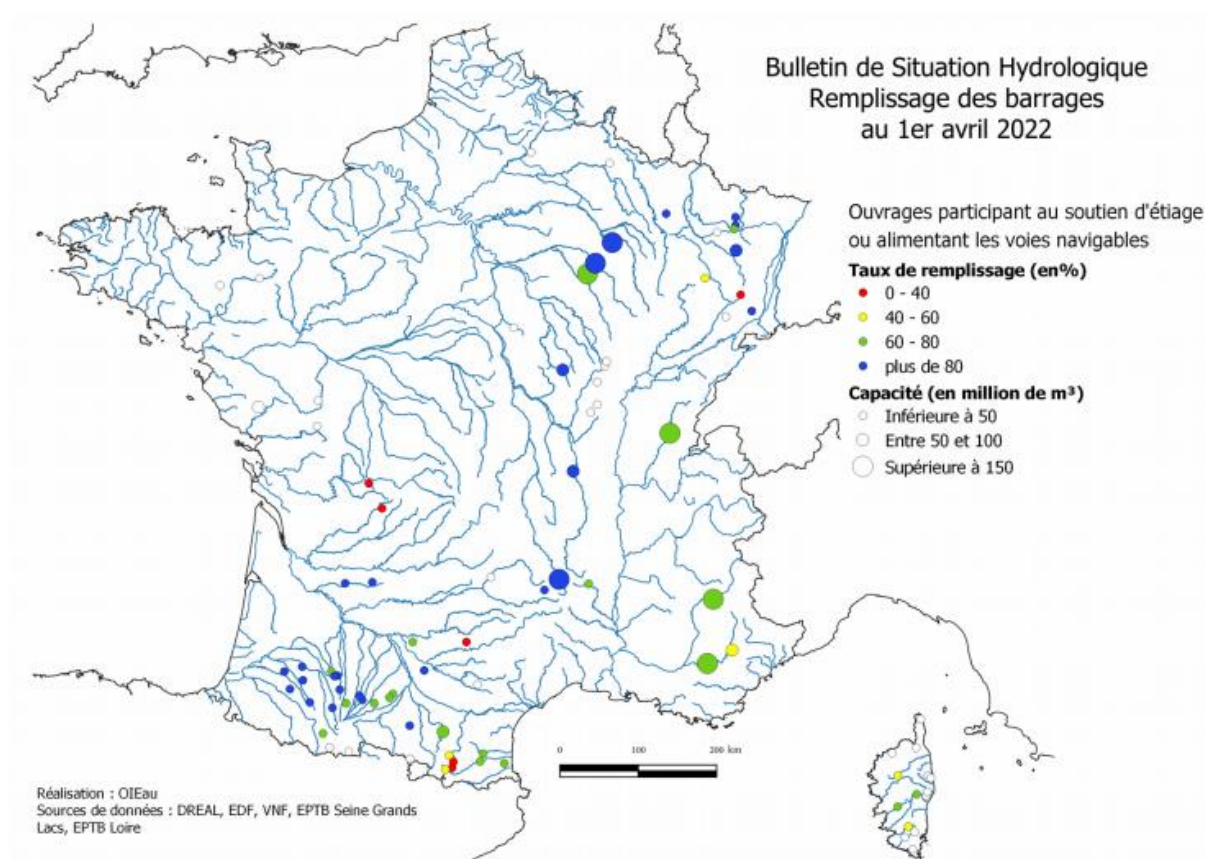 Bulletin de Situation Hydrologique
Remplissage des barrages
au 1er avril 2022
Ouvrages participant au soutien d'étiage
ou alimentant les voies navigables
Taux de remplissage (en%)
0 - 40
40 - 60
60 - 80
plus de 80
Capacité (en million de m³)
Inférieure à 50
Entre 50 et 100
Supérieure à 150
0 100 200 km
Réalisation : OIEau
Sources de données : DREAL, EDF, VNF, EPTB Seine Grands
Lacs, EPTB Loire